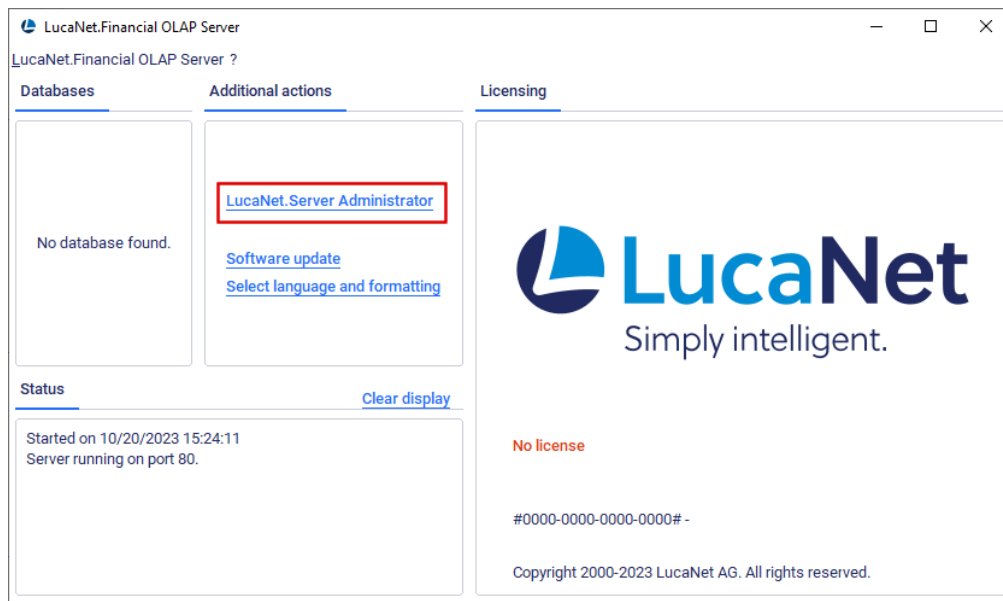 LucaNet.Financial OLAP Server
LucaNet.Financial OLAP Server ?
Databases
Additional actions
Licensing
No database found.
LucaNet.Server Administrator
Software update
Select language and formatting
LucaNet
Simply intelligent.
Status
Clear display
Started on 10/20/2023 15:24:11
Server running on port 80.
No license
#0000-0000-0000-0000# -
Copyright 2000-2023 LucaNet AG. All rights reserved.